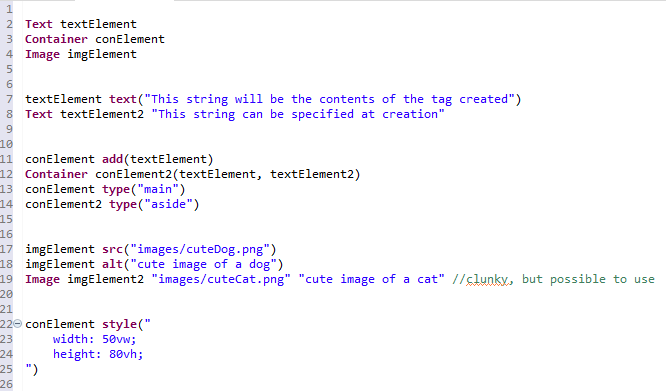 1
2 Text textElement
3 Container conElement
4 Image imgElement
5
6
7 textElement text("This string will be the contents of the tag created")
8 Text textElement2 "This string can be specified at creation"
9
10
11 conElement add(textElement)
12 Container conElement2(textElement, textElement2)
13 conElement type("main")
14 conElement2 type("aside")
15
16
17 imgElement src("images/cuteDog.png")
18 imgElement alt("cute image of a dog")
19 Image imgElement2 "images/cuteCat.png" "cute image of a cat" //clunky, but possible to use
20
21
22 conElement style("
23     width: 50vw;
24     height: 80vh;
25 ")
26